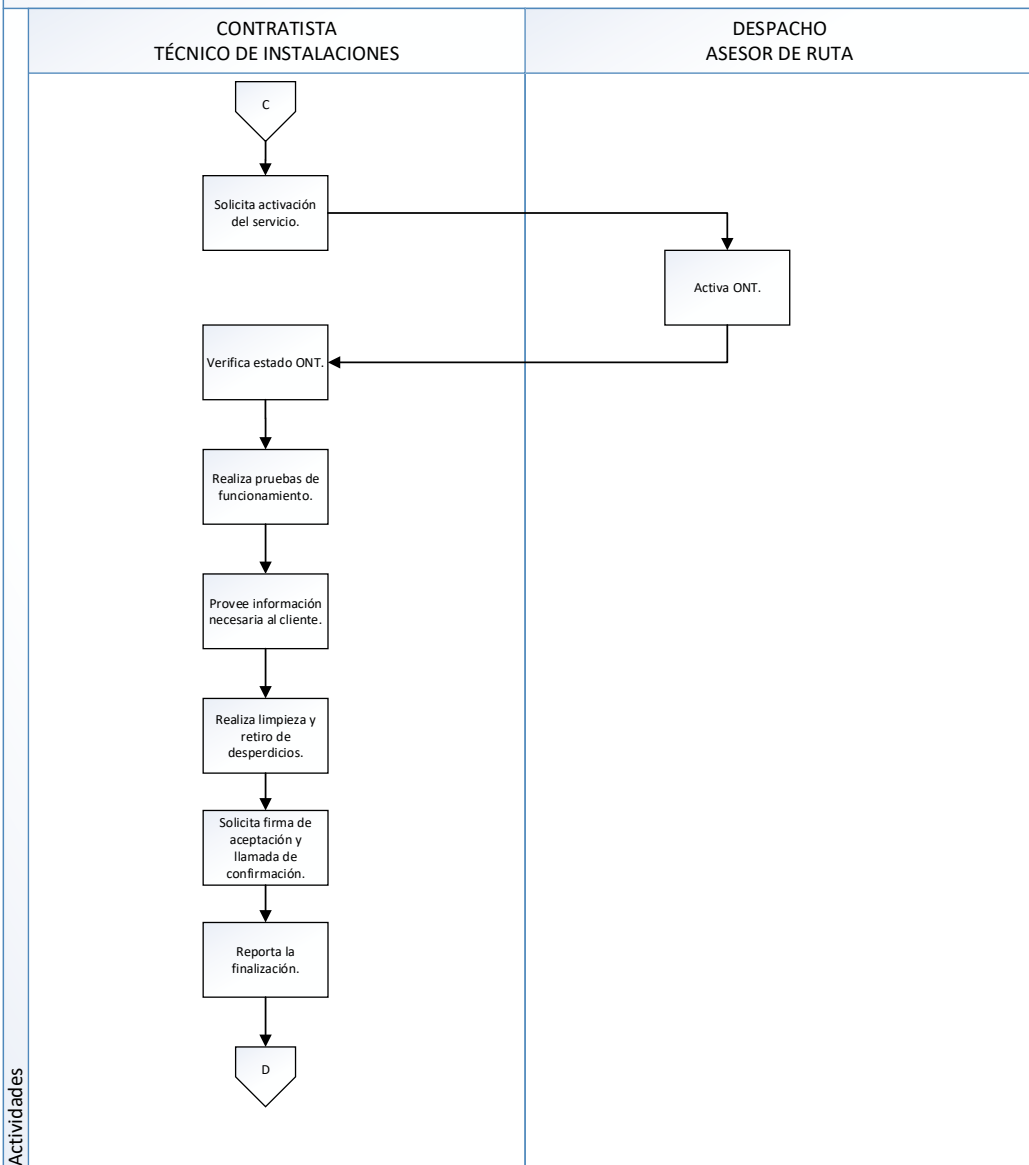 CONTRATISTA
TÉCNICO DE INSTALACIONES
DESPACHO
ASESOR DE RUTA
C
Solicita activación
del servicio.
Activa ONT.
Verifica estado ONT.
Realiza pruebas de
funcionamiento.
Provee información
necesaria al cliente.
Realiza limpieza y
retiro de
desperdicios.
Solicita firma de
aceptación y
llamada de
confirmación.
Reporta la
finalización.
D
Actividades